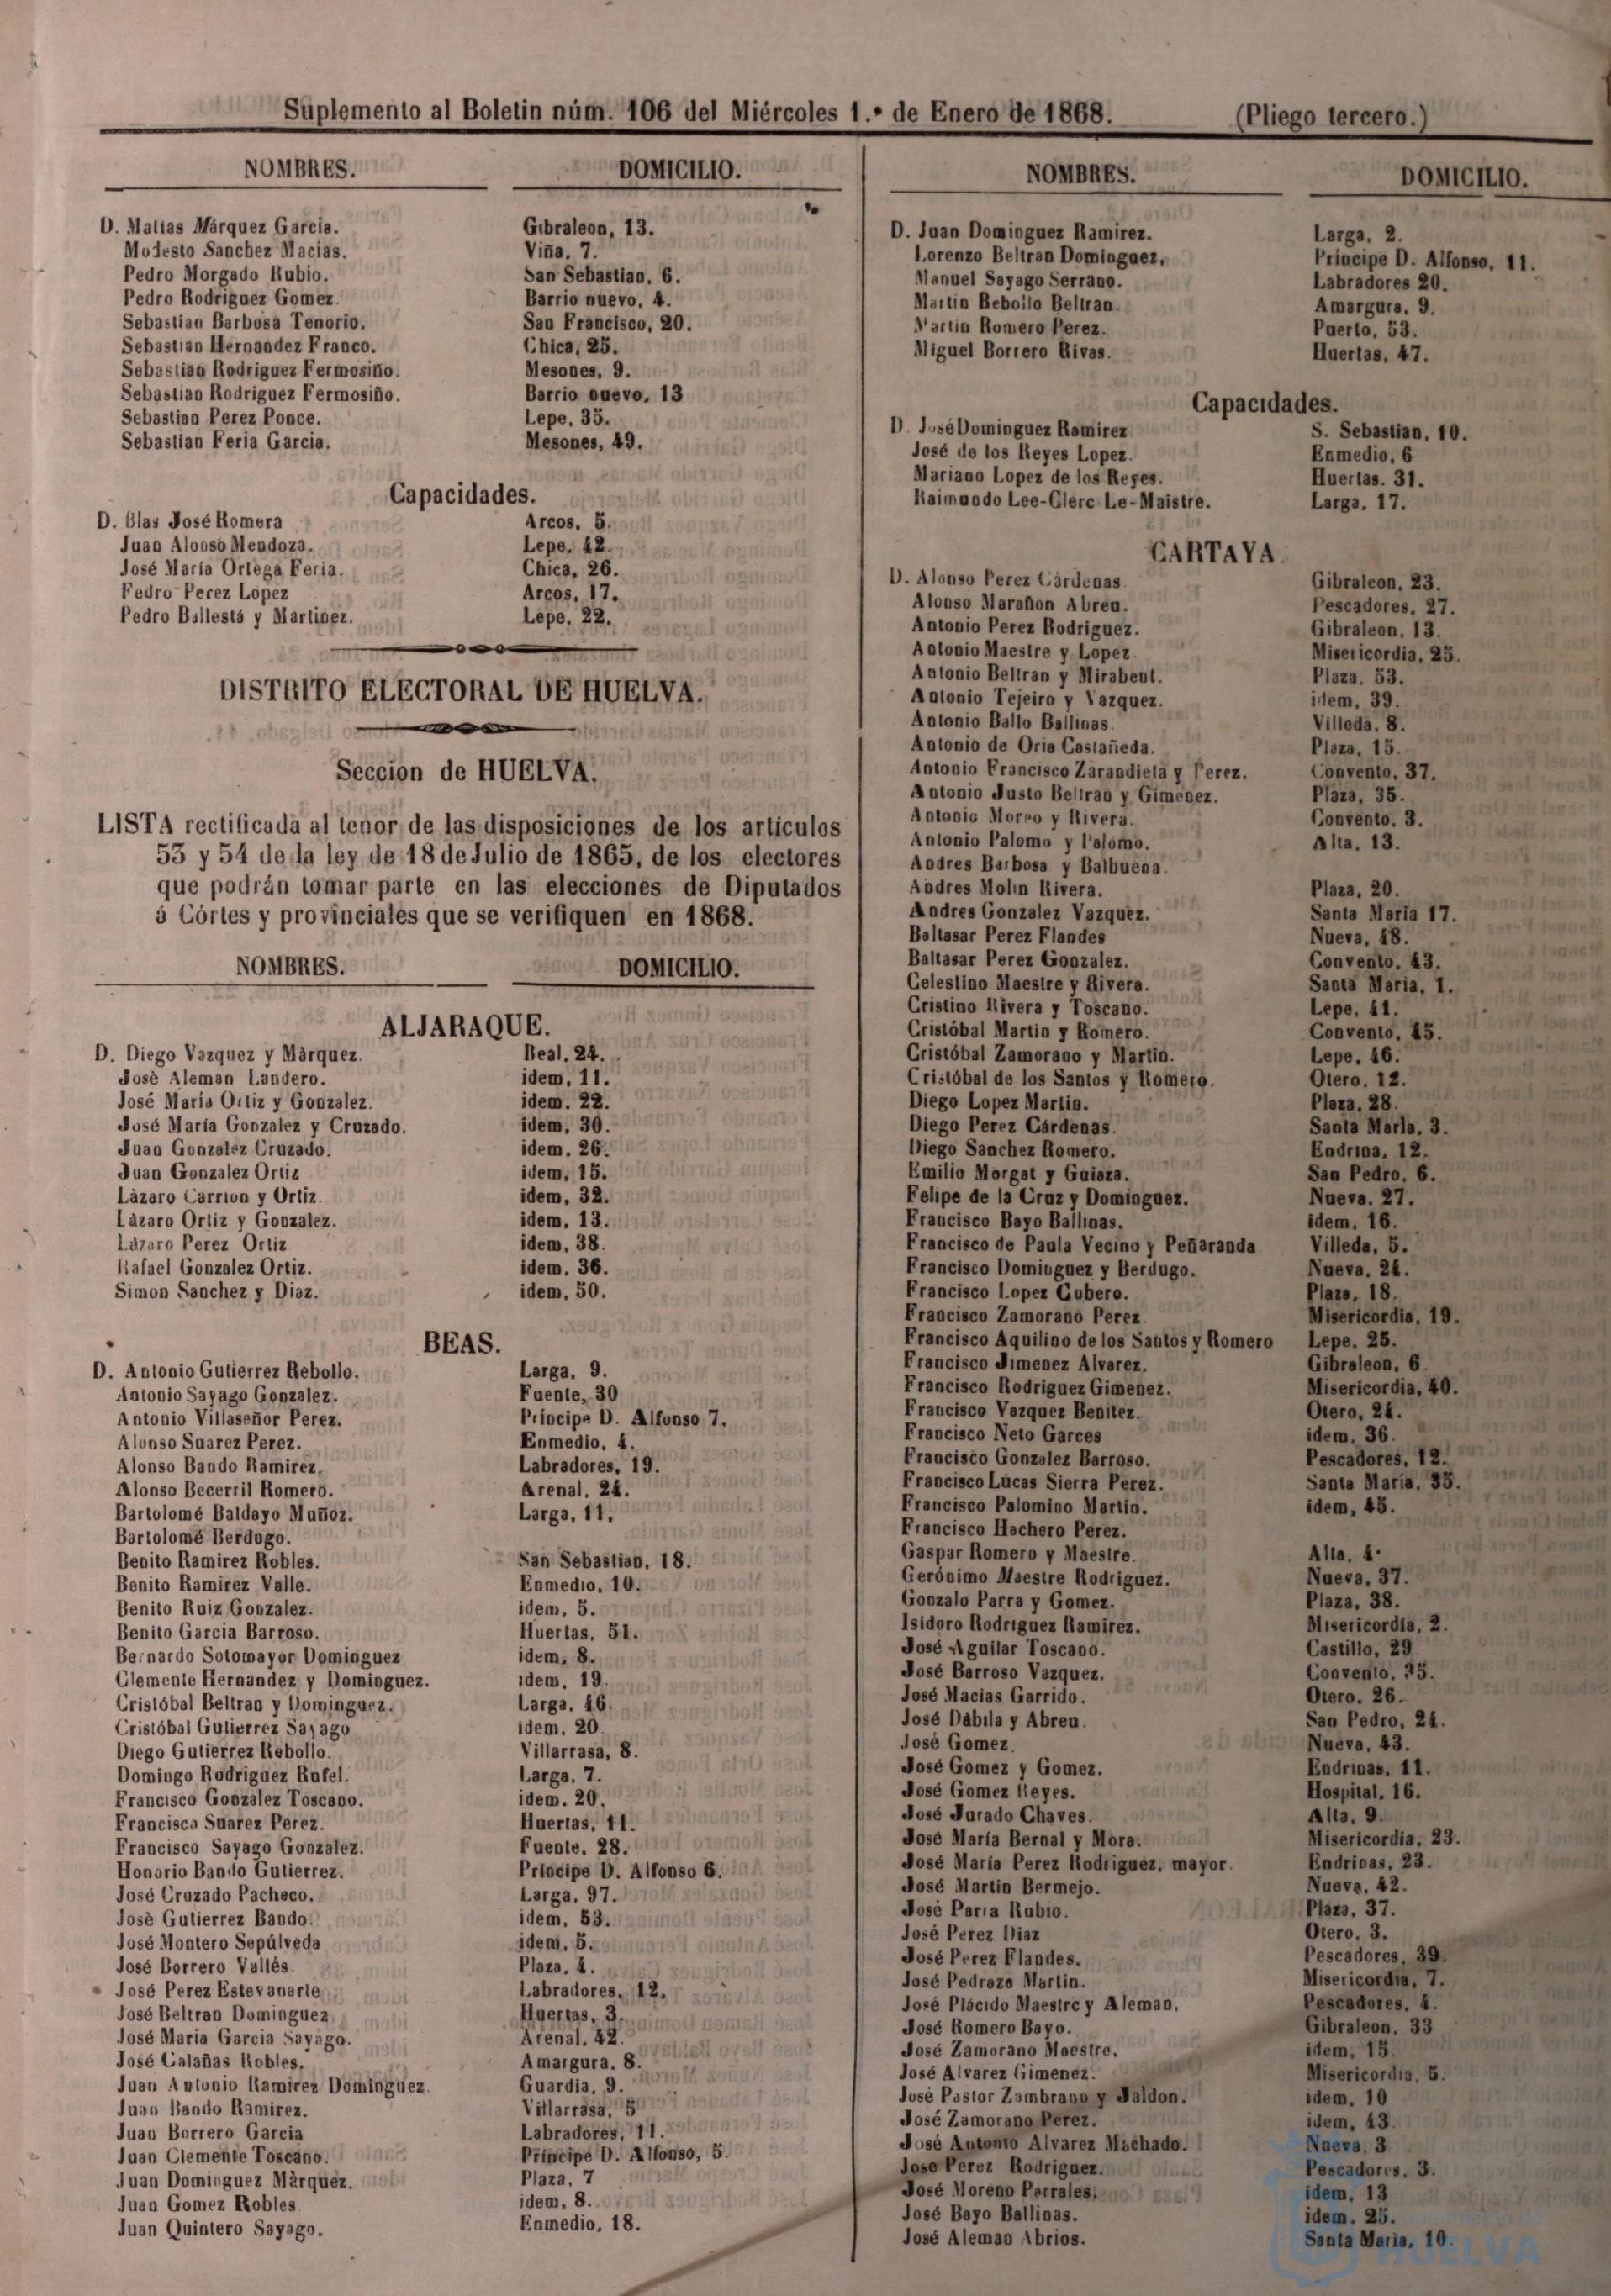 Suplemento al Boletin núm. 106 del Miércoles 1.º de Enero de 1868. (Pliego tercero.)
NOMBRES. DOMICILIO.
D. Matias Márquez Garcia. Gibraleon, 13.
Modesto Sanchez Macias. Viña, 7.
Pedro Morgado Rubio. San Sebastian, 6.
Pedro Rodriguez Gomez. Barrio nuevo, 4.
Sebastian Barbosa Tenorio. San Francisco, 20.
Sebastian Hernandez Franco. Chica, 25.
Sebastian Rodriguez Fermosiño. Mesones, 9.
Sebastian Rodriguez Fermosiño. Barrio nuevo, 13
Sebastian Perez Ponce. Lepe, 35.
Sebastian Feria Garcia. Mesones, 49.
Capacidades.
D. Blas José Romera Arcos, 5.
Juan Alonso Mendoza. Lepe, 42.
José María Ortega Feria. Chica, 26.
Pedro Perez Lopez Arcos, 17.
Pedro Ballestá y Martinez. Lepe, 22.
DISTRITO ELECTORAL DE HUELVA.
Seccion de HUELVA.
LISTA rectificada al tenor de las disposiciones de los articulos
53 y 54 de la ley de 18 de Julio de 1865, de los electores
que podrán tomar parte en las elecciones de Diputados
á Córtes y provinciales que se verifiquen en 1868.
NOMBRES. DOMICILIO.
ALJARAQUE.
D. Diego Vazquez y Màrquez. Real, 24.
Josè Aleman Landero. idem, 11.
José Maria Ortiz y Gonzalez. idem. 22.
José María Gonzalez y Cruzado. idem, 30.
Juan Gonzalez Cruzado. idem. 26.
Juan Gonzalez Ortiz idem, 15.
Làzaro Carrion y Ortiz. idem, 32.
Lázaro Ortiz y Gonzalez. idem, 13.
Lázaro Perez Ortiz idem, 38.
Rafael Gonzalez Ortiz. idem, 36.
Simon Sanchez y Diaz. idem, 50.
BEAS.
D. Antonio Gutierrez Rebollo. Larga, 9.
Antonio Sayago Gonzalez. Fuente, 30
Antonio Villaseñor Perez. Príncipe D. Alfonso 7.
Alonso Suarez Perez. Enmedio, 4.
Alonso Bando Ramirez. Labradores, 19.
Alonso Becerril Romero. Arenal, 24.
Bartolomé Baldayo Muñoz. Larga, 11.
Bartolomé Berdugo.
Benito Ramirez Robles. San Sebastian, 18.
Benito Ramirez Valle. Enmedio, 10.
Benito Ruiz Gonzalez. idem, 5.
Benito Garcia Barroso. Huertas, 51.
Bernardo Sotomayor Dominguez idem, 8.
Clemente Hernandez y Dominguez. idem, 19.
Cristóbal Beltran y Dominguez. Larga, 46.
Cristóbal Gutierrez Sayago idem, 20.
Diego Gutierrez Rebollo. Villarrasa, 8.
Domingo Rodriguez Rufel. Larga, 7.
Francisco Gonzalez Toscano. idem. 20.
Francisco Suarez Perez. Huertas, 11.
Francisco Sayago Gonzalez. Fuente, 28.
Honorio Bando Gutierrez. Príncipe D. Alfonso 6.
José Cruzado Pacheco. Larga, 97.
Josè Gutierrez Bando. idem, 53.
José Montero Sepúlveda idem, 5.
José Borrero Vallés. Plaza, 4.
José Perez Estevanarte Labradores, 12.
José Beltran Dominguez Huertas, 3.
José Maria Garcia Sayago. Arenal, 42.
José Calañas Robles. Amargura, 8.
Juan Antonio Ramirez Dominguez. Guardia, 9.
Juan Bando Ramirez. Villarrasa, 5
Juan Borrero Garcia Labradores, 11.
Juan Clemente Toscano. Príncipe D. Alfonso, 5.
Juan Dominguez Màrquez. Plaza, 7
Juan Gomez Robles idem, 8.
Juan Quintero Sayago. Enmedio, 18.
NOMBRES. DOMICILIO.
D. Juan Dominguez Ramirez. Larga, 2.
Lorenzo Beltran Dominguez. Príncipe D. Alfonso, 11.
Manuel Sayago Serrano. Labradores 20.
Martin Rebollo Beltran. Amargura, 9.
Martin Romero Perez. Puerto, 53.
Miguel Borrero Rivas. Huertas, 47.
Capacidades.
D. José Dominguez Ramirez. S. Sebastian, 10.
José de los Reyes Lopez. Enmedio, 6
Mariano Lopez de los Reyes. Huertas. 31.
Raimundo Lee-Clerc-Le-Maistre. Larga, 17.
CARTAYA.
D. Alonso Perez Cárdenas. Gibraleon, 23.
Alonso Marañon Abreu. Pescadores, 27.
Antonio Perez Rodriguez. Gibraleon, 13.
Antonio Maestre y Lopez. Misericordia, 25.
Antonio Beltran y Mirabent. Plaza, 53.
Antonio Tejeiro y Vazquez. idem, 39.
Antonio Ballo Ballinas. Villeda, 8.
Antonio de Oria Castañeda. Plaza, 15.
Antonio Francisco Zarandieta y Perez. Convento, 37.
Antonio Justo Beltran y Gimenez. Plaza, 35.
Antonio Morro y Rivera. Convento, 3.
Antonio Palomo y Palomo. Alta, 13.
Andres Barbosa y Balbuena.
Andres Molin Rivera. Plaza, 20.
Andres Gonzalez Vazquez. Santa Maria 17.
Baltasar Perez Flandes Nueva, 48.
Baltasar Perez Gonzalez. Convento, 43.
Celestino Maestre y Rivera. Santa Maria, 1.
Cristino Rivera y Toscano. Lepe, 41.
Cristóbal Martin y Romero. Convento, 45.
Cristóbal Zamorano y Martin. Lepe, 46.
Cristóbal de los Santos y Romero. Otero, 12.
Diego Lopez Martin. Plaza, 28.
Diego Perez Cárdenas. Santa María, 3.
Diego Sanchez Romero. Endrina, 12.
Emilio Morgat y Guiaza. San Pedro, 6.
Felipe de la Cruz y Dominguez. Nueva, 27.
Francisco Bayo Ballinas. idem, 16.
Francisco de Paula Vecino y Peñaranda Villeda, 5.
Francisco Dominguez y Berdugo. Nueva, 24.
Francisco Lopez Cubero. Plaza, 18.
Francisco Zamorano Perez. Misericordia, 19.
Francisco Aquilino de los Santos y Romero Lepe, 25.
Francisco Jimenez Alvarez. Gibraleon, 6.
Francisco Rodriguez Gimenez. Misericordia, 40.
Francisco Vazquez Benitez. Otero, 24.
Francisco Neto Garces idem, 36.
Francisco Gonzalez Barroso. Pescadores, 12.
Francisco Lúcas Sierra Perez. Santa María, 35.
Francisco Palomino Martin. idem, 45.
Francisco Hachero Perez.
Gaspar Romero y Maestre. Alta, 4.
Gerónimo Maestre Rodriguez. Nueva, 37.
Gonzalo Parra y Gomez. Plaza, 38.
Isidoro Rodriguez Ramirez. Misericordia, 2.
José Aguilar Toscano. Castillo, 29
José Barroso Vazquez. Convento, 35.
José Macias Garrido. Otero, 26.
José Dàbila y Abreu. San Pedro, 24.
José Gomez. Nueva, 43.
José Gomez y Gomez. Endrinas, 11.
José Gomez Reyes. Hospital, 16.
José Jurado Chaves. Alta, 9.
José María Bernal y Mora. Misericordia, 23.
José María Perez Rodriguez, mayor. Endrinas, 23.
José Martin Bermejo. Nueva, 42.
José Paria Rubio. Plaza, 37.
José Perez Diaz Otero, 3.
José Perez Flandes. Pescadores, 39.
José Pedraza Martin. Misericordia, 7.
José Plácido Maestre y Aleman. Pescadores, 4.
José Romero Bayo. Gibraleon, 33
José Zamorano Maestre. idem, 15.
José Alvarez Gimenez. Misericordia, 5.
José Pastor Zambrano y Jaldon. idem, 10
José Zamorano Perez. idem, 43.
José Antonio Alvarez Machado. Nueva, 3
Jose Perez Rodriguez. Pescadores, 3.
José Moreno Parrales. idem, 13
José Bayo Ballinas. idem. 25.
José Aleman Abrios. Santa Maria, 10.
HUELVA